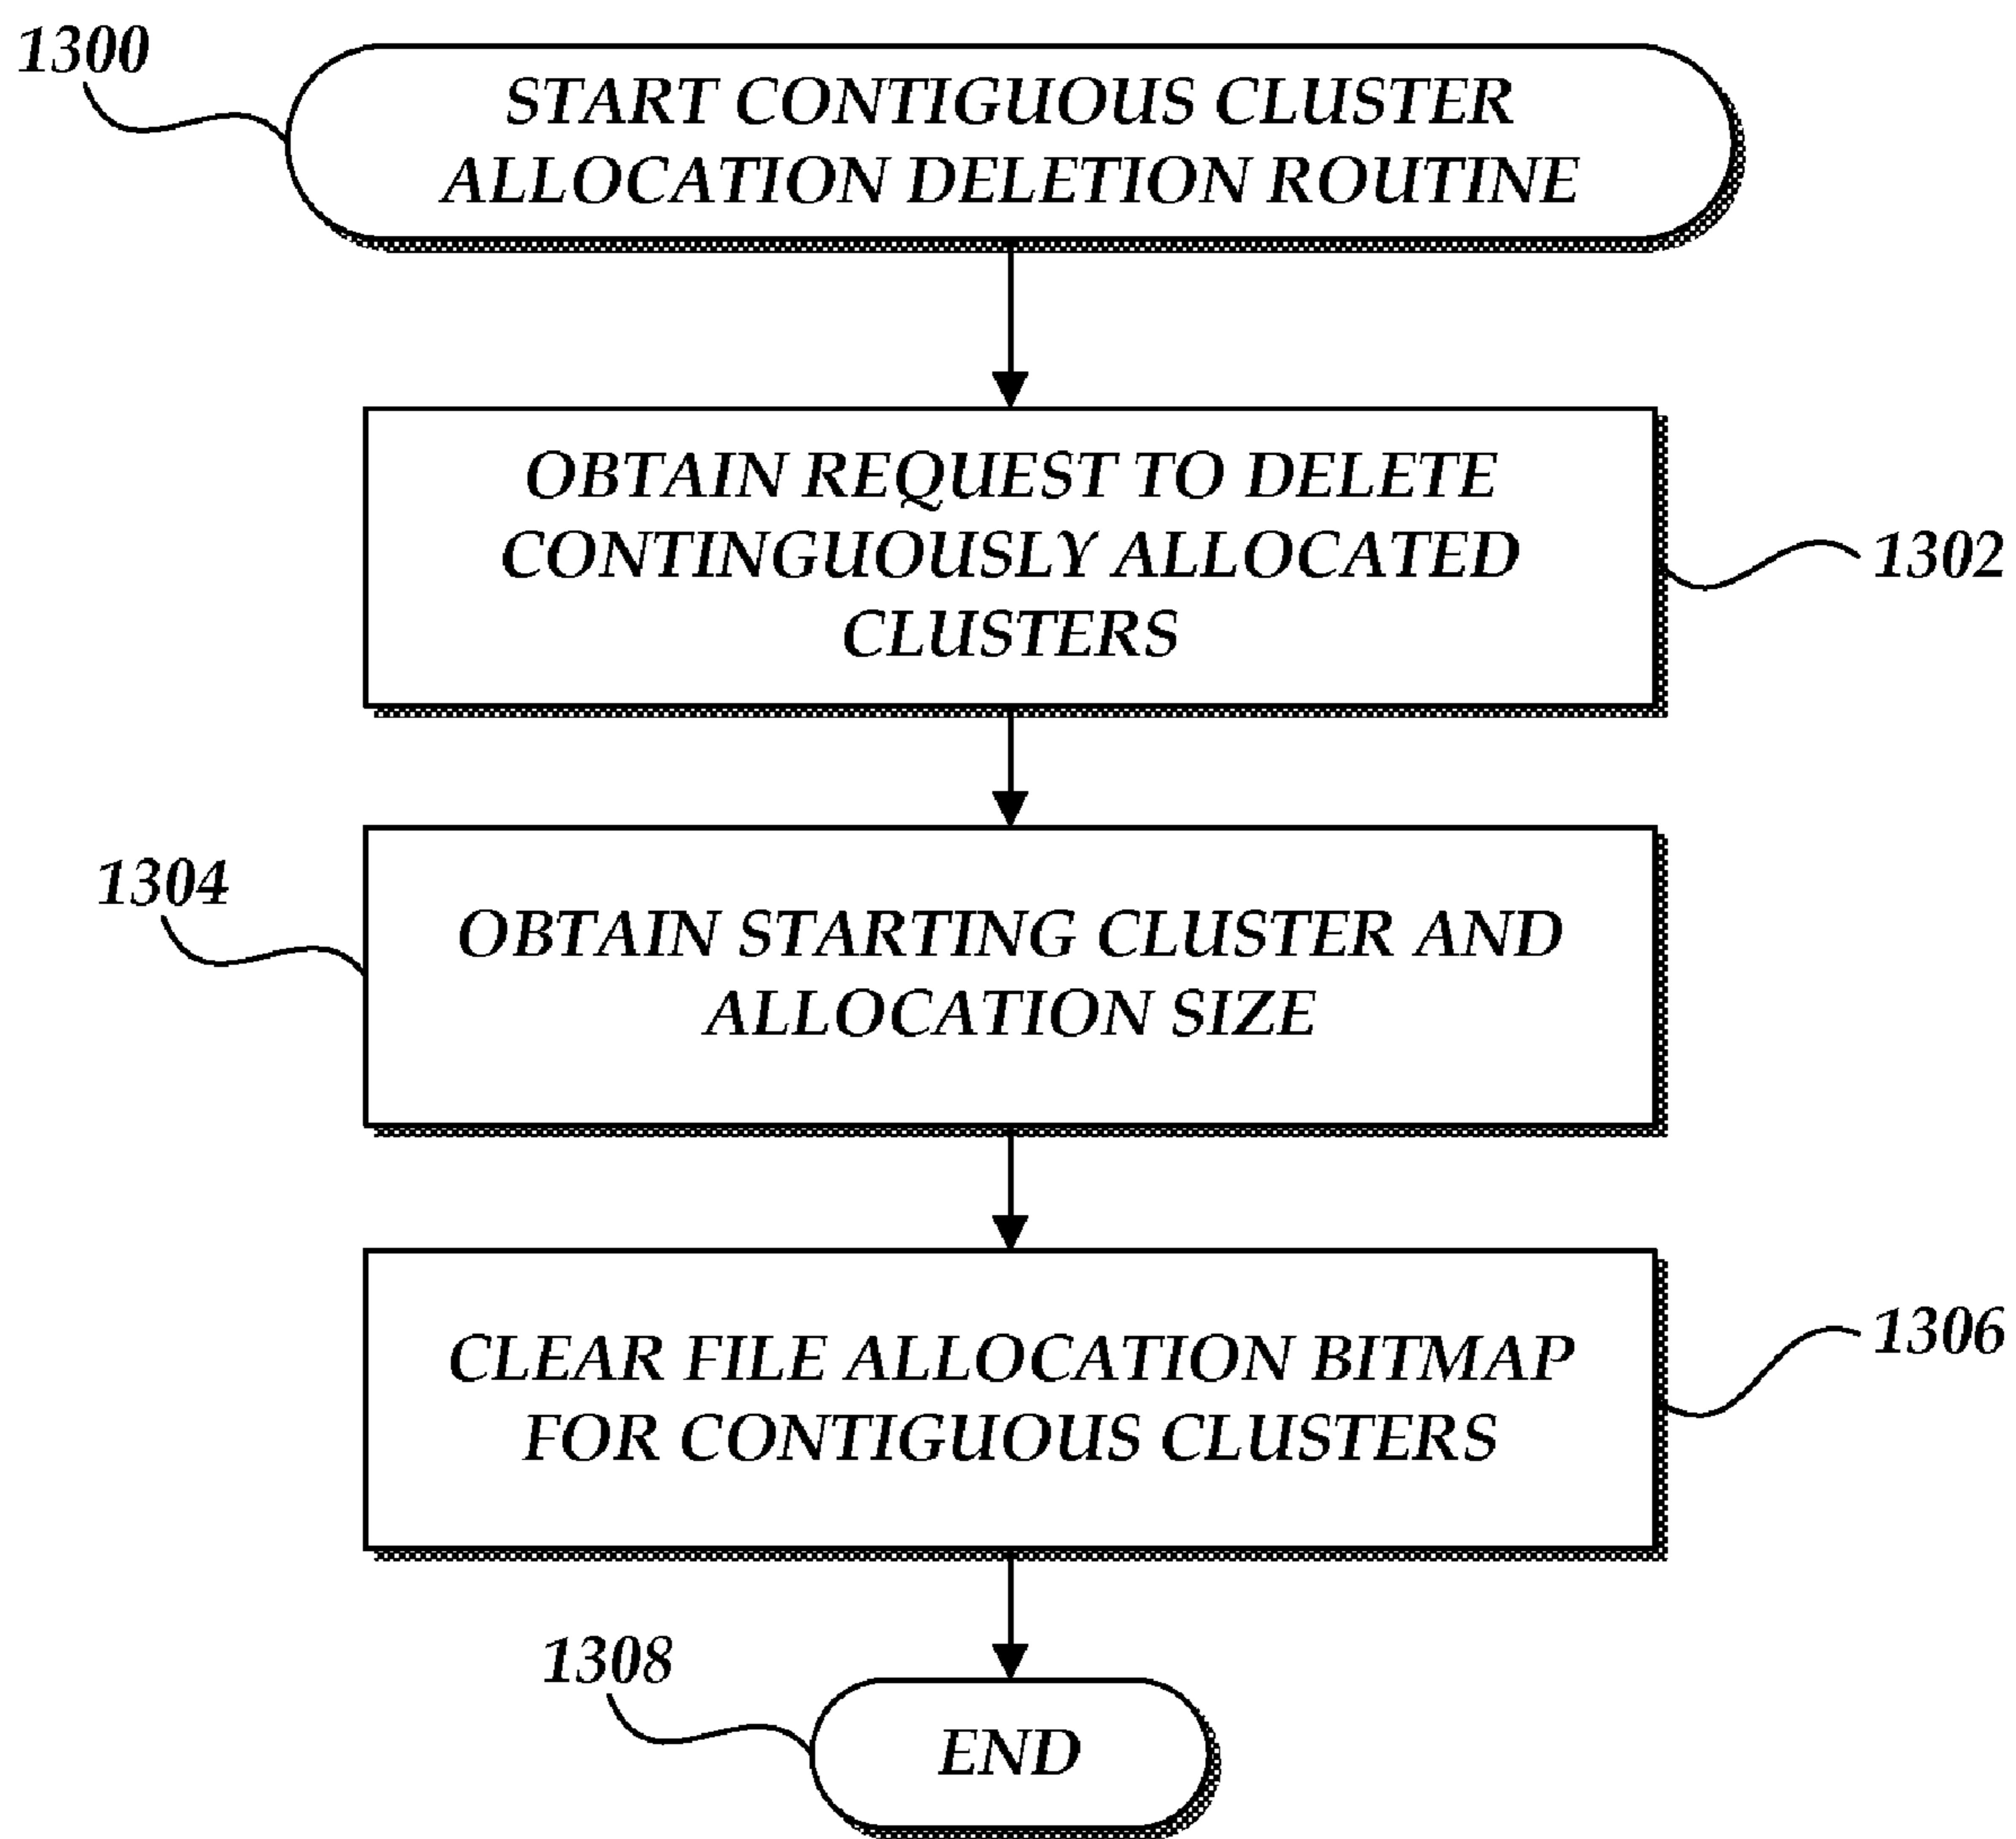 1300
START CONTIGUOUS CLUSTER
ALLOCATION DELETION ROUTINE
OBTAIN REQUEST TO DELETE
CONTINGUOUSLY ALLOCATED
CLUSTERS
1302
1304
OBTAIN STARTING CLUSTER AND
ALLOCATION SIZE
CLEAR FILE ALLOCATION BITMAP
FOR CONTIGUOUS CLUSTERS
1306
1308
END